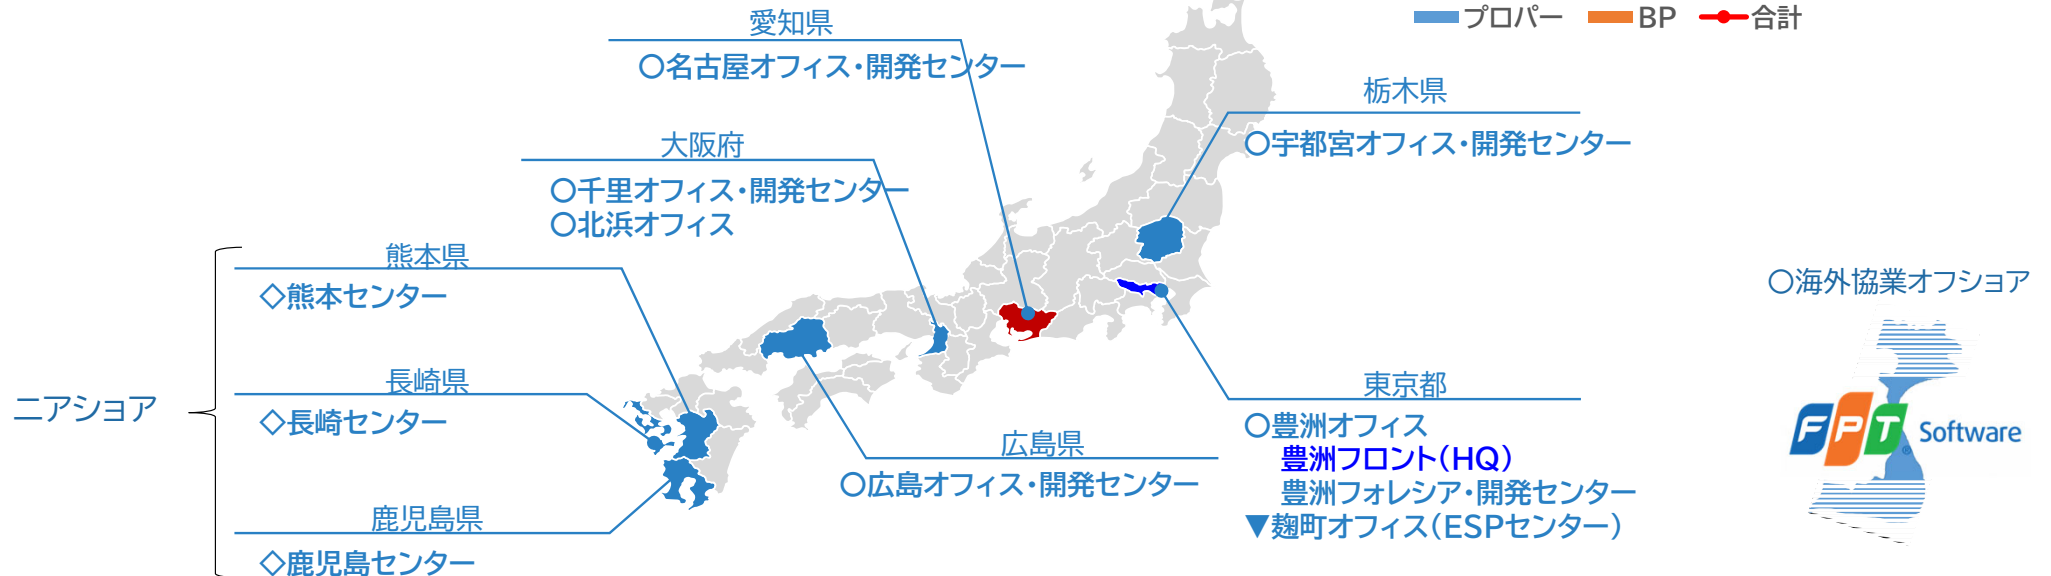 プロパー BP 合計
愛知県
○名古屋オフィス・開発センター
栃木県
○宇都宮オフィス・開発センター
大阪府
○千里オフィス・開発センター
○北浜オフィス
熊本県
◇熊本センター
長崎県
◇長崎センター
鹿児島県
◇鹿児島センター
ニアショア
広島県
○広島オフィス・開発センター
東京都
○豊洲オフィス
豊洲フロント(HQ)
豊洲フォレシア・開発センター
▼麹町オフィス(ESPセンター)
○海外協業オフショア
FPT Software